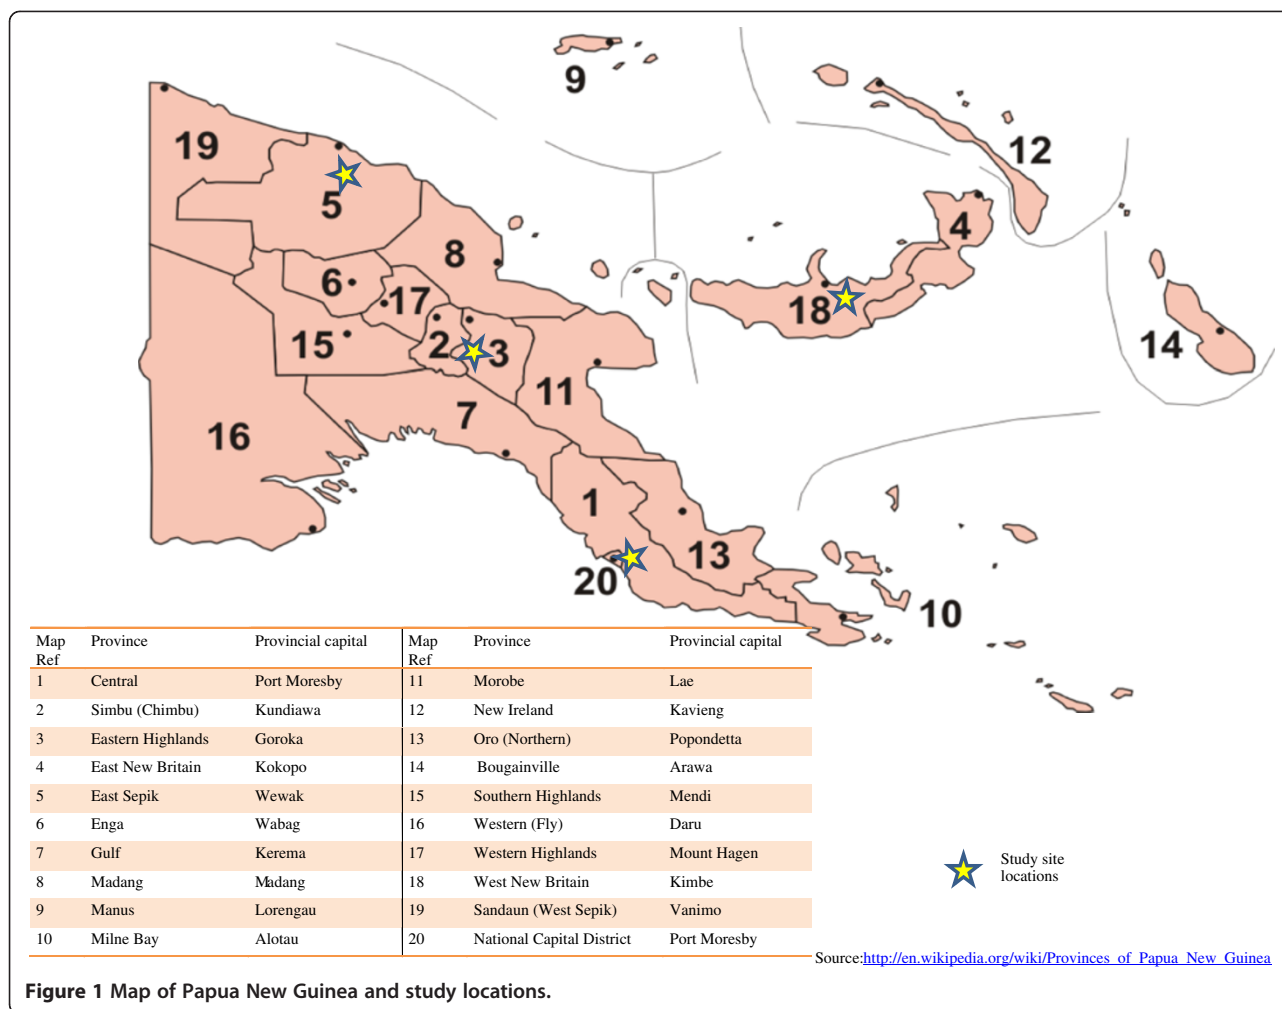 9
19
12
5
4
8
6
17
18
15
2
3
14
11
7
16
1
13
20
10
Map Ref Province Provincial capital Map Ref Province Provincial capital
1 Central Port Moresby 11 Morobe Lae
2 Simbu (Chimbu) Kundiawa 12 New Ireland Kavieng
3 Eastern Highlands Goroka 13 Oro (Northern) Popondetta
4 East New Britain Kokopo 14 Bougainville Arawa
5 East Sepik Wewak 15 Southern Highlands Mendi
6 Enga Wabag 16 Western (Fly) Daru
7 Gulf Kerema 17 Western Highlands Mount Hagen
8 Madang Madang 18 West New Britain Kimbe
9 Manus Lorengau 19 Sandaun (West Sepik) Vanimo
10 Milne Bay Alotau 20 National Capital District Port Moresby
Study site
locations
Source:http://en.wikipedia.org/wiki/Provinces_of_Papua_New_Guinea
Figure 1 Map of Papua New Guinea and study locations.